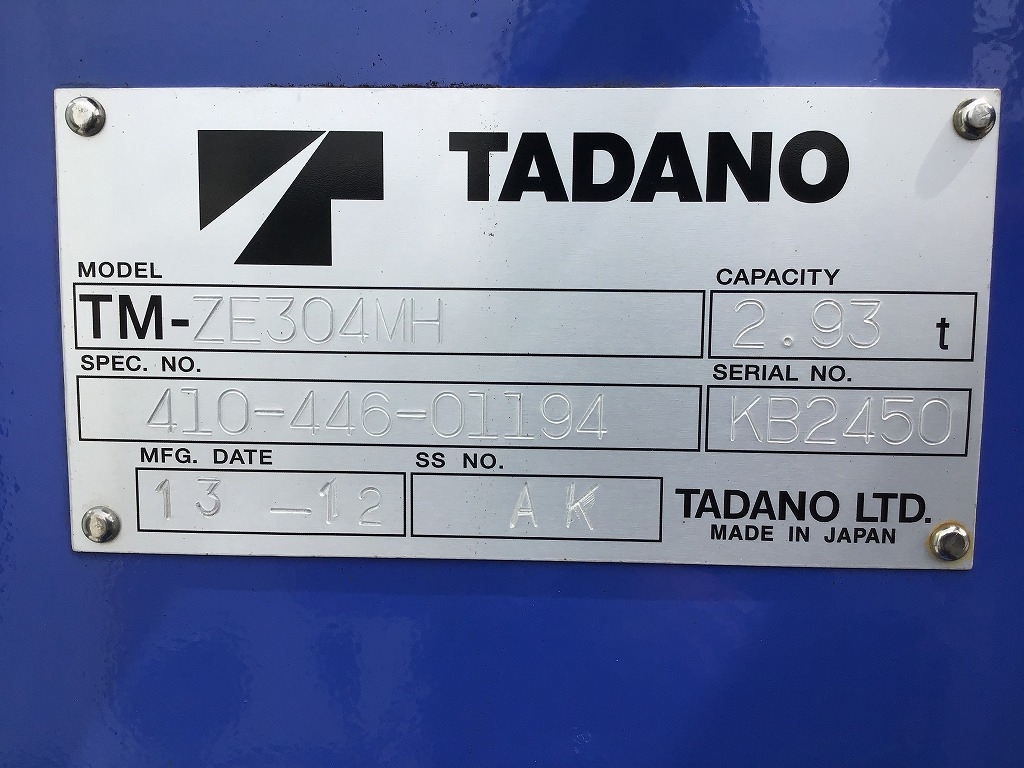 TADANO
MODEL
TM-ZE304MH
CAPACITY
2.93 t
SPEC. NO.
410-446-01194
SERIAL NO.
KB2450
MFG. DATE
13-12
SS NO.
AK
TADANO LTD.
MADE IN JAPAN